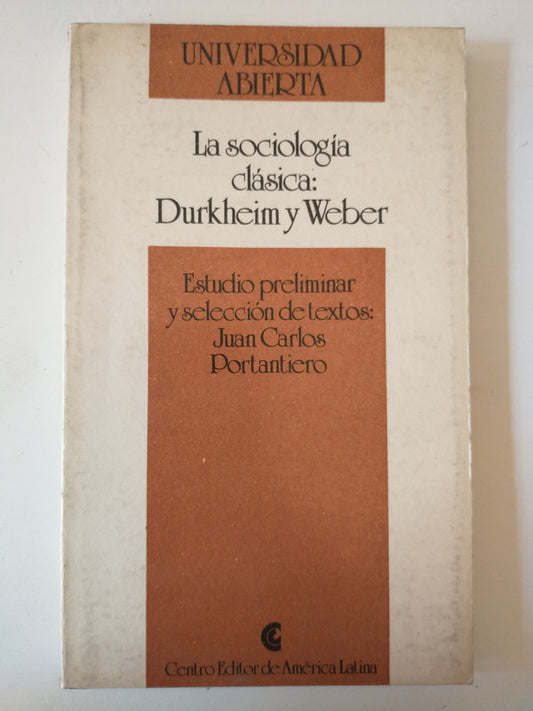 UNIVERSIDAD
ABIERTA
La sociología
clásica:
Durkheim y Weber
Estudio preliminar
y selección de textos:
Juan Carlos
Portantiero
Centro Editor de América Latina